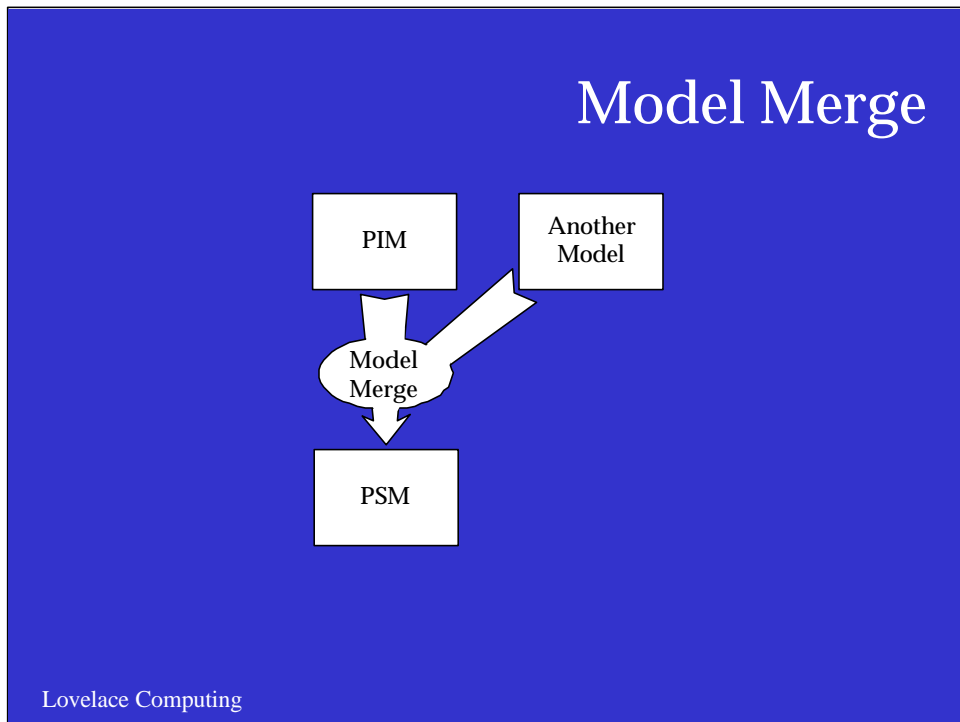 Model Merge
PIM
Another
Model
Model
Merge
PSM
Lovelace Computing